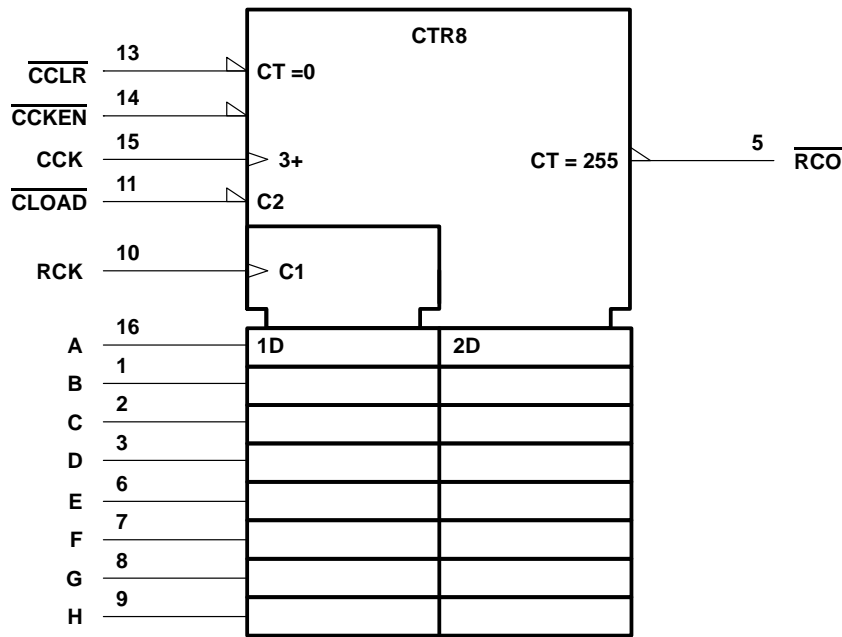 CTR8
13
CCLR CT =0
14
CCKEN
15
CCK 3+ CT = 255 5 RCO
11
CLOAD C2
10
RCK C1
16
A 1D 2D
1
B
2
C
3
D
6
E
7
F
8
G
9
H